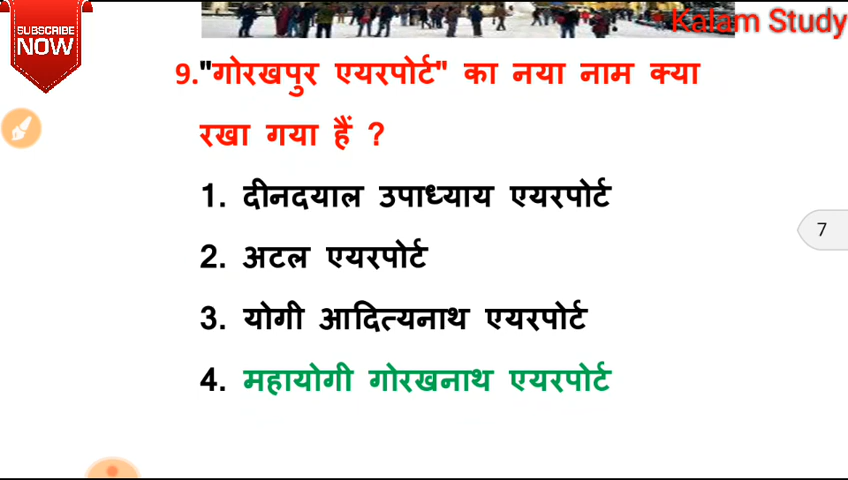 SUBSCRIBE
NOW
Kalam Study
9."गोरखपुर एयरपोर्ट" का नया नाम क्या
रखा गया हैं ?
1. दीनदयाल उपाध्याय एयरपोर्ट
2. अटल एयरपोर्ट
3. योगी आदित्यनाथ एयरपोर्ट
4. महायोगी गोरखनाथ एयरपोर्ट
7